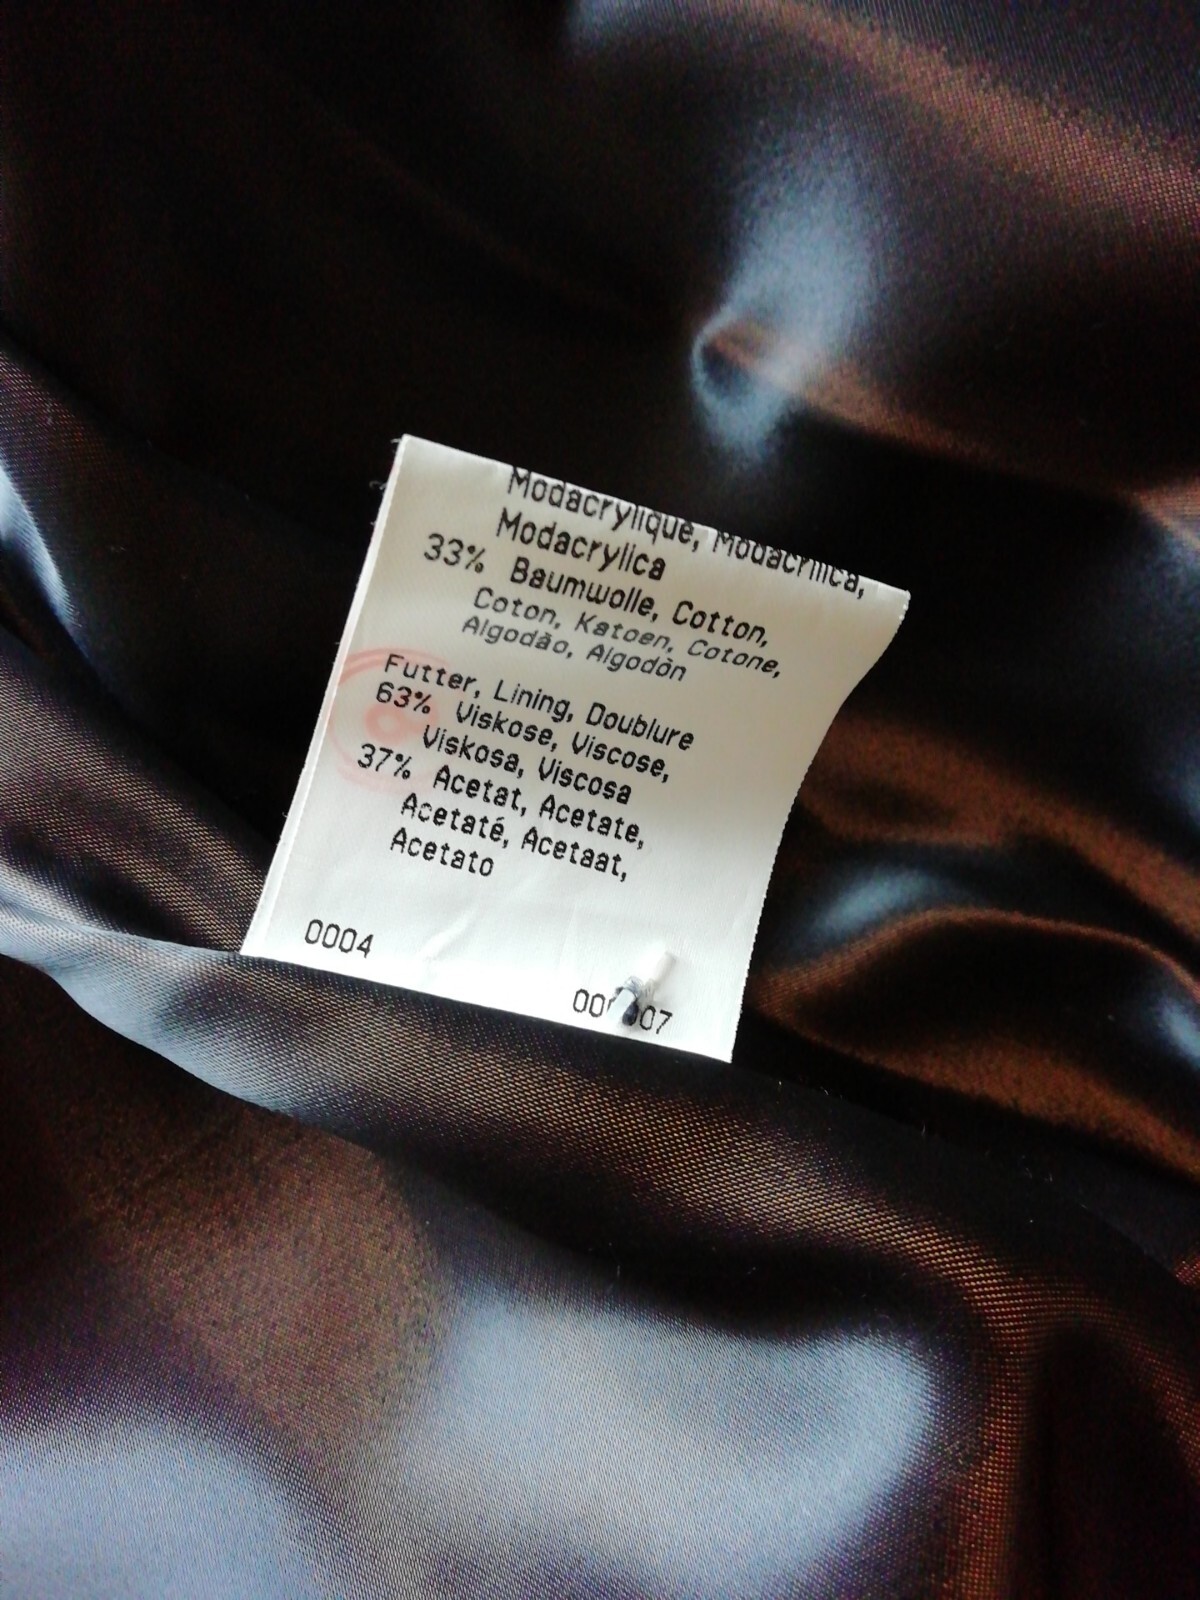 Modacrylique, Modacrilica,
Modacrylica
33% Baumwolle, Cotton,
Coton, Katoen, Cotone,
Algodão, Algodòn
Futter, Lining, Doublure
63% Viskose, Viscose,
Viskosa, Viscosa
37% Acetat, Acetate,
Acetaté, Acetaat,
Acetato
0004